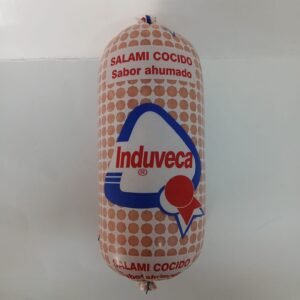 SALAMI COCIDO
Sabor ahumado
Induveca
®
SALAMI COCIDO